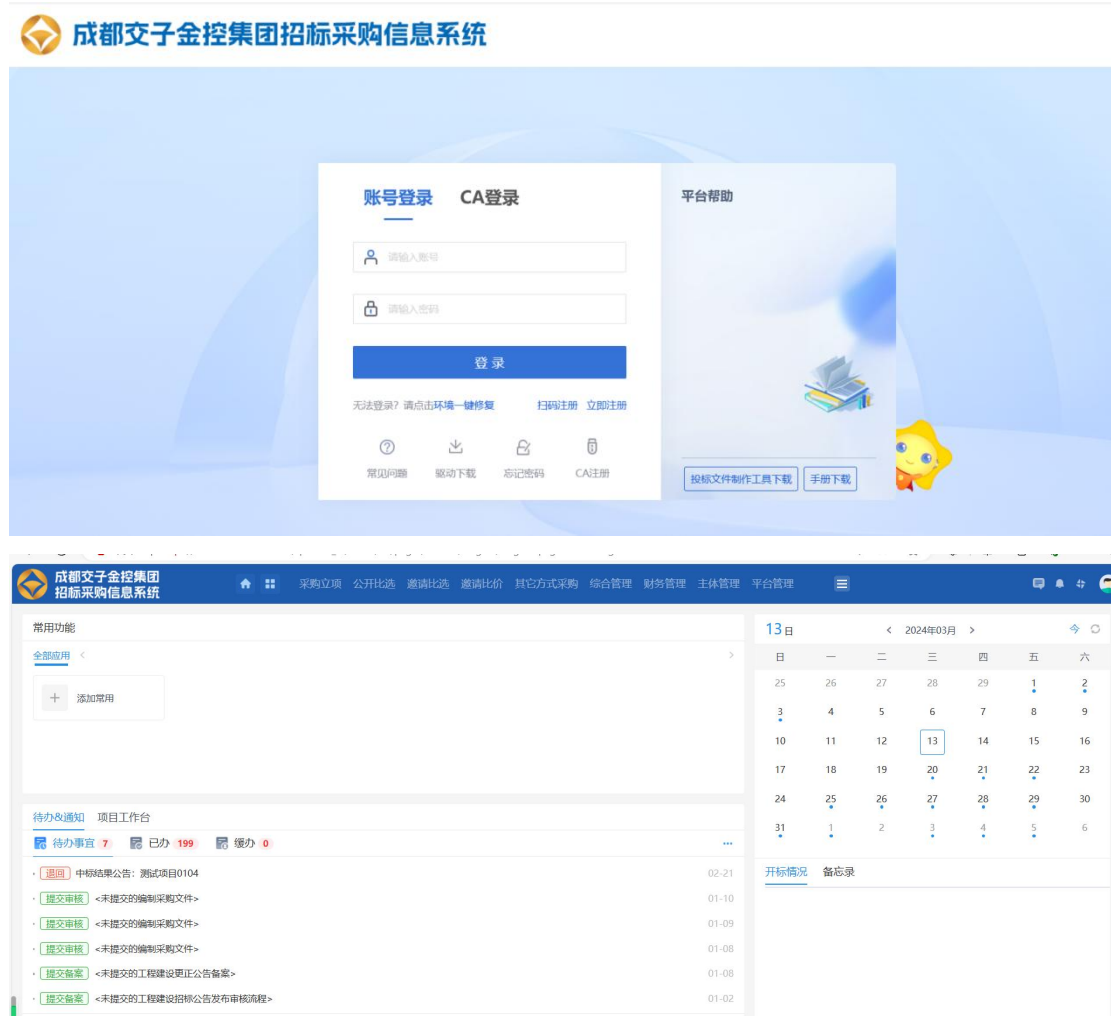 成都交子金控集团招标采购信息系统
账号登录 CA登录
平台帮助
请输入账号
请输入密码
登 录
无法登录？请点击环境一键修复 扫码注册 立即注册
常见问题 驱动下载 忘记密码 CA注册
投标文件制作工具下载 手册下载
成都交子金控集团
招标采购信息系统
采购立项 公开比选 邀请比选 邀请比价 其它方式采购 综合管理 财务管理 主体管理 平台管理
常用功能
全部应用
添加常用
待办&通知 项目工作台
待办事宜 7 已办 199 缓办 0
退回 中标结果公告：测试项目0104 02-21
提交审核 <未提交的编制采购文件> 01-10
提交审核 <未提交的编制采购文件> 01-09
提交审核 <未提交的编制采购文件> 01-08
提交备案 <未提交的工程建设更正公告备案> 01-08
提交备案 <未提交的工程建设招标公告发布审核流程> 01-02
13日 2024年03月 今
日 一 二 三 四 五 六
25 26 27 28 29 1 2
3 4 5 6 7 8 9
10 11 12 13 14 15 16
17 18 19 20 21 22 23
24 25 26 27 28 29 30
31 1 2 3 4 5 6
开标情况 备忘录